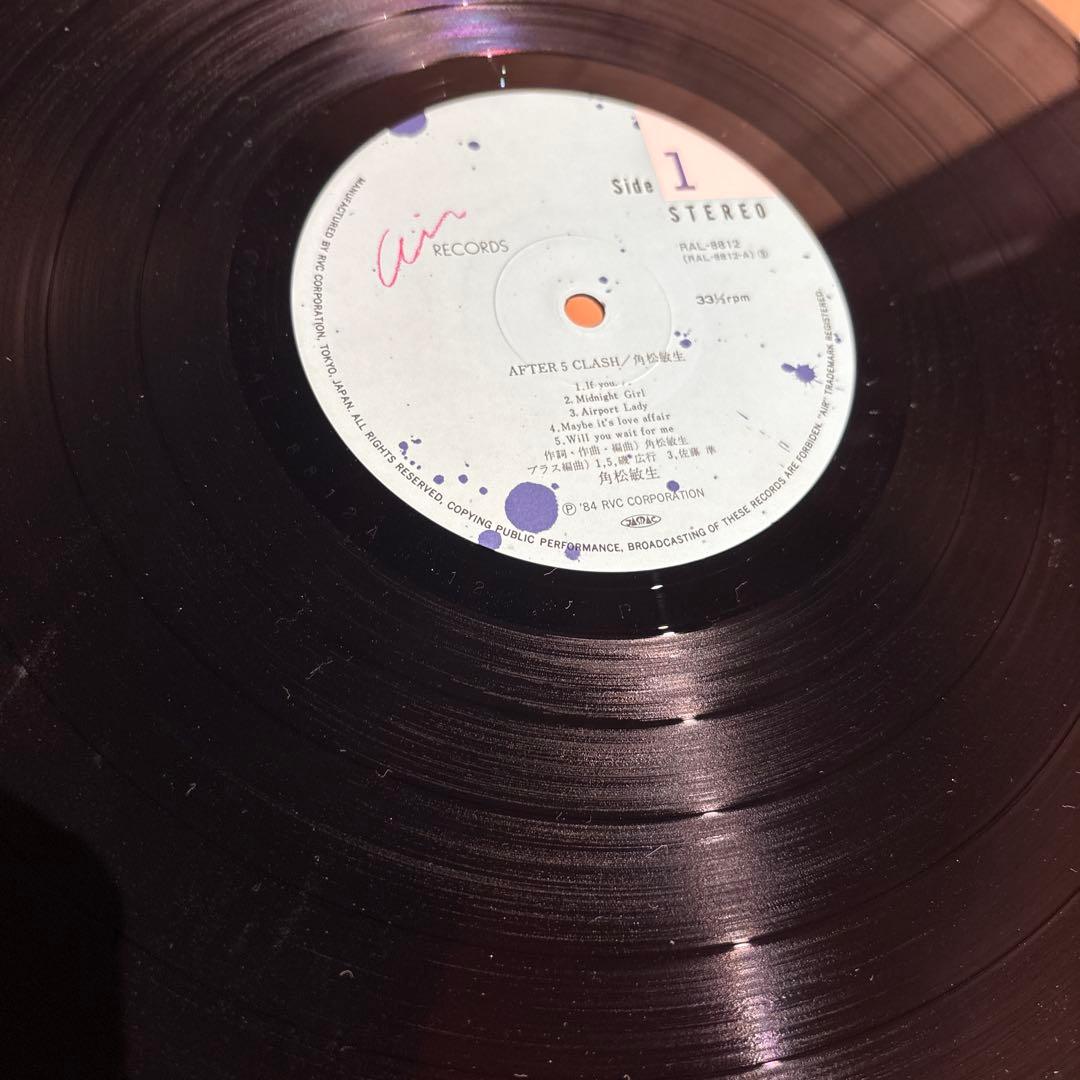 Side 1
STEREO
Air RECORDS
RAL-8812
(RAL-8812-A) Ⓢ
33⅓rpm
AFTER 5 CLASH／角松敏生
1. If you...
2. Midnight Girl
3. Airport Lady
4. Maybe it's love affair
5. Will you wait for me
作詞・作曲・編曲）角松敏生
ブラス編曲）1,5, 磯 広行 3, 佐藤 準
角松敏生
Ⓟ '84 RVC CORPORATION
JASRAC
MANUFACTURED BY RVC CORPORATION, TOKYO, JAPAN. ALL RIGHTS RESERVED, COPYING PUBLIC PERFORMANCE, BROADCASTING OF THESE RECORDS ARE FORBIDDEN. "AIR" TRADEMARK REGISTERED.